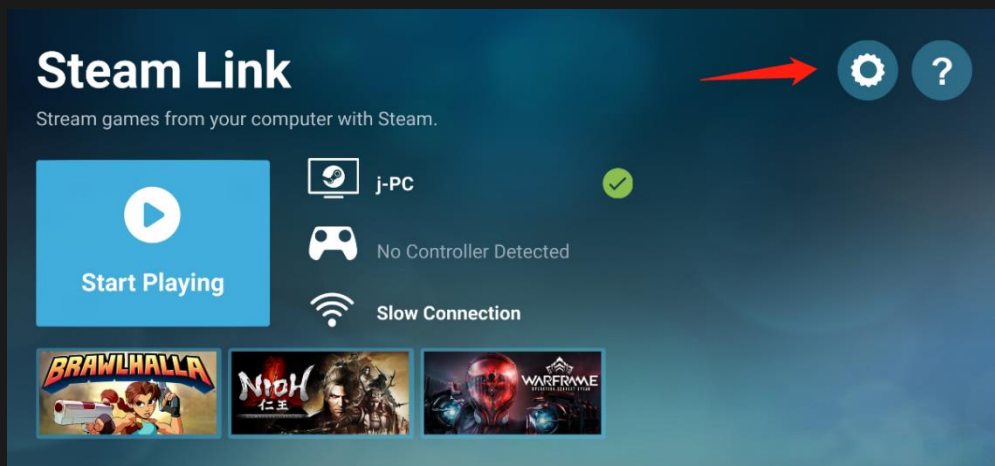 Steam Link
?
Stream games from your computer with Steam.
j-PC
No Controller Detected
Start Playing
Slow Connection
BRAWLHALLA
NIOH
仁王
WARFRAME